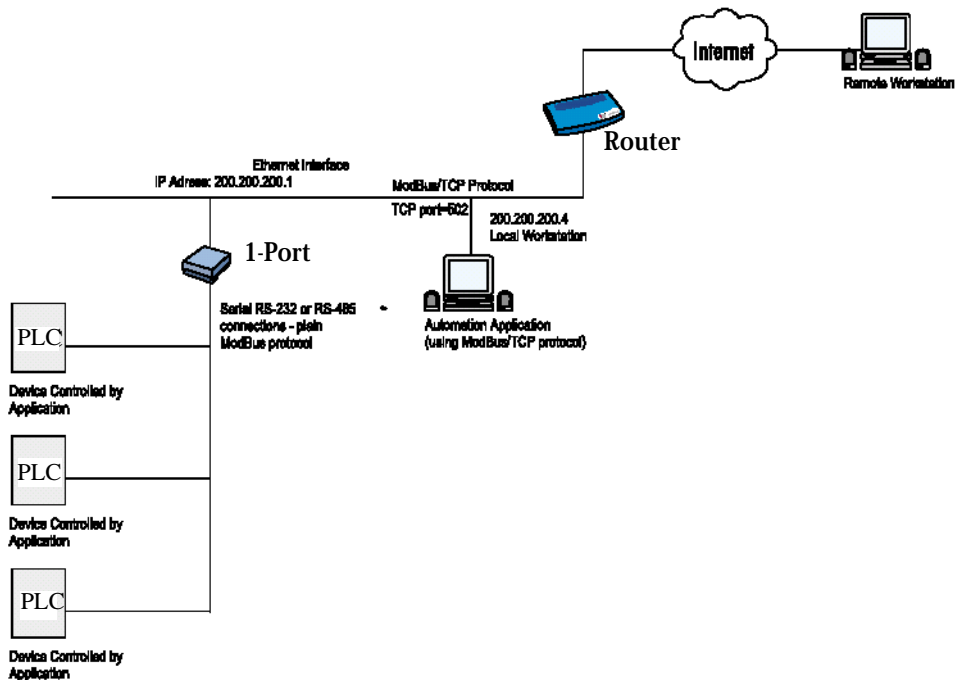 Internet
Remote Workstation
Router
Ethernet Interface
IP Adress: 200.200.200.1
ModBus/TCP Protocol
TCP port=502
200.200.200.4
Local Workstation
1-Port
Serial RS-232 or RS-485
connections - plain
ModBus protocol
Automation Application
(using ModBus/TCP protocol)
PLC
Device Controlled by
Application
PLC
Device Controlled by
Application
PLC
Device Controlled by
Application